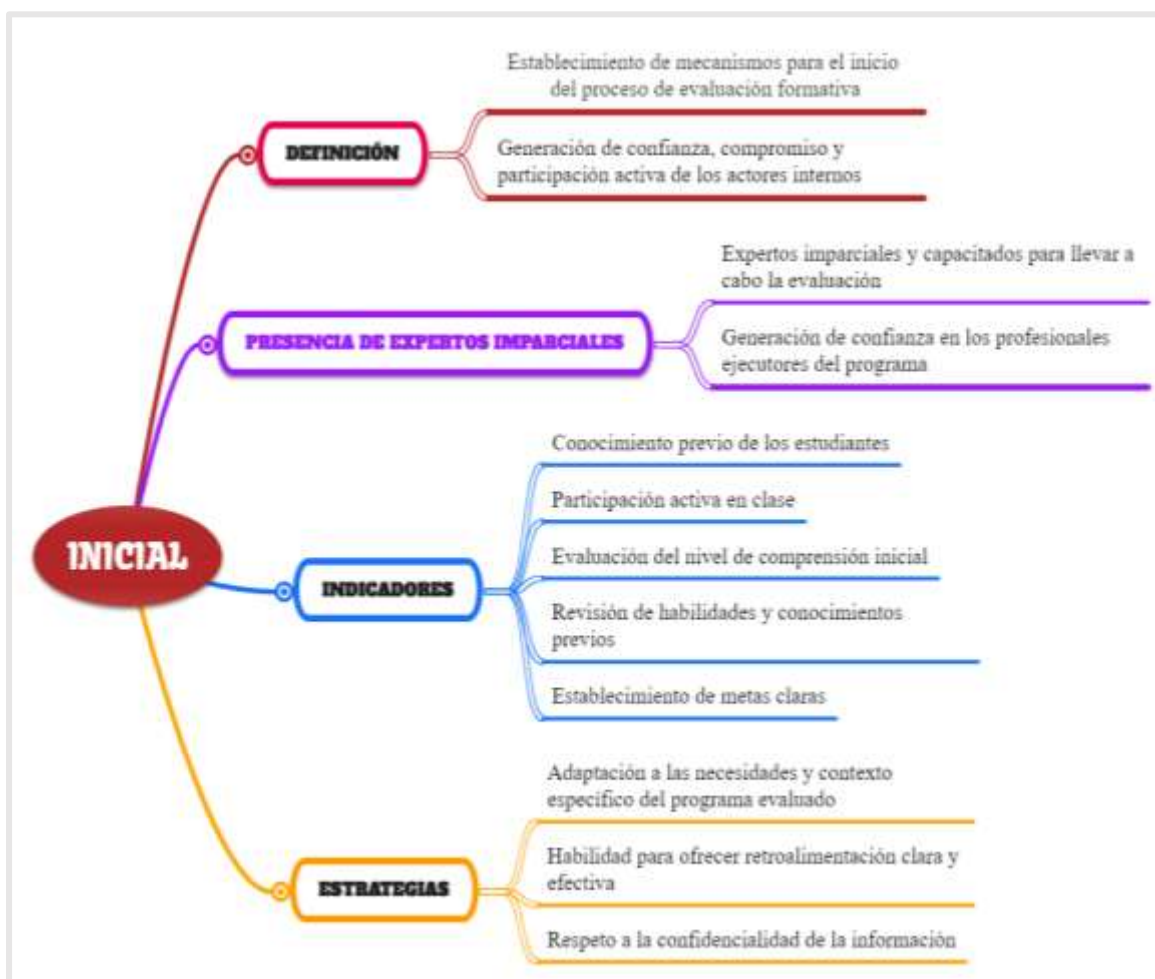 Establecimiento de mecanismos para el inicio
del proceso de evaluación formativa
DEFINICIÓN
Generación de confianza, compromiso y
participación activa de los actores internos
Expertos imparciales y capacitados para llevar a
cabo la evaluación
PRESENCIA DE EXPERTOS IMPARCIALES
Generación de confianza en los profesionales
ejecutores del programa
Conocimiento previo de los estudiantes
Participación activa en clase
INICIAL
Evaluación del nivel de comprensión inicial
INDICADORES
Revisión de habilidades y conocimientos
previos
Establecimiento de metas claras
Adaptación a las necesidades y contexto
específico del programa evaluado
Habilidad para ofrecer retroalimentación clara y
efectiva
ESTRATEGIAS
Respeto a la confidencialidad de la información